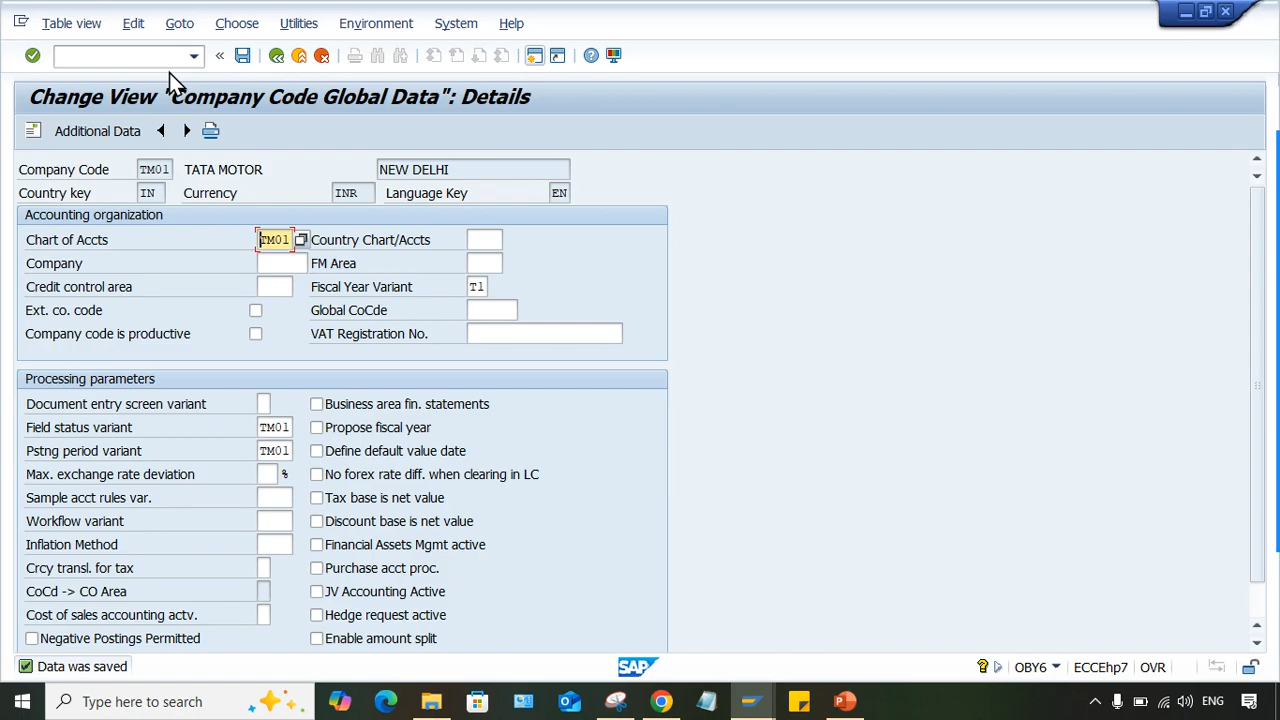 Table view Edit Goto Choose Utilities Environment System Help
Change View "Company Code Global Data": Details
Additional Data
Company Code TM01 TATA MOTOR NEW DELHI
Country key IN Currency INR Language Key EN
Accounting organization
Chart of Accts TM01 Country Chart/Accts
Company FM Area
Credit control area Fiscal Year Variant T1
Ext. co. code Global CoCde
Company code is productive VAT Registration No.
Processing parameters
Document entry screen variant Business area fin. statements
Field status variant TM01 Propose fiscal year
Pstng period variant TM01 Define default value date
Max. exchange rate deviation % No forex rate diff. when clearing in LC
Sample acct rules var. Tax base is net value
Workflow variant Discount base is net value
Inflation Method Financial Assets Mgmt active
Crcy transl. for tax Purchase acct proc.
CoCd -> CO Area JV Accounting Active
Cost of sales accounting actv. Hedge request active
Negative Postings Permitted Enable amount split
Data was saved SAP OBY6 ECCEhp7 OVR
Type here to search ENG